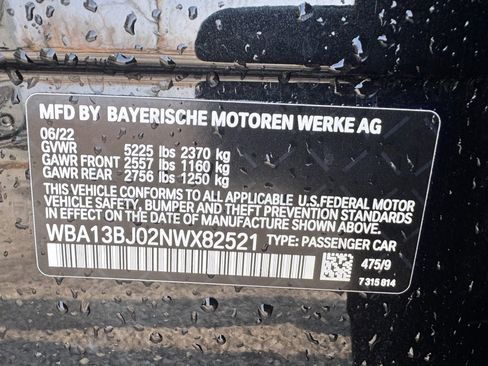 MFD BY BAYERISCHE MOTOREN WERKE AG
06/22
GVWR 5225 lbs 2370 kg
GAWR FRONT 2557 lbs 1160 kg
GAWR REAR 2756 lbs 1250 kg
THIS VEHICLE CONFORMS TO ALL APPLICABLE U.S.FEDERAL MOTOR
VEHICLE SAFETY, BUMPER AND THEFT PREVENTION STANDARDS
IN EFFECT ON THE DATE OF MANUFACTURE SHOWN ABOVE.
WBA13BJ02NWX82521 TYPE: PASSENGER CAR
475/9
7 315 814